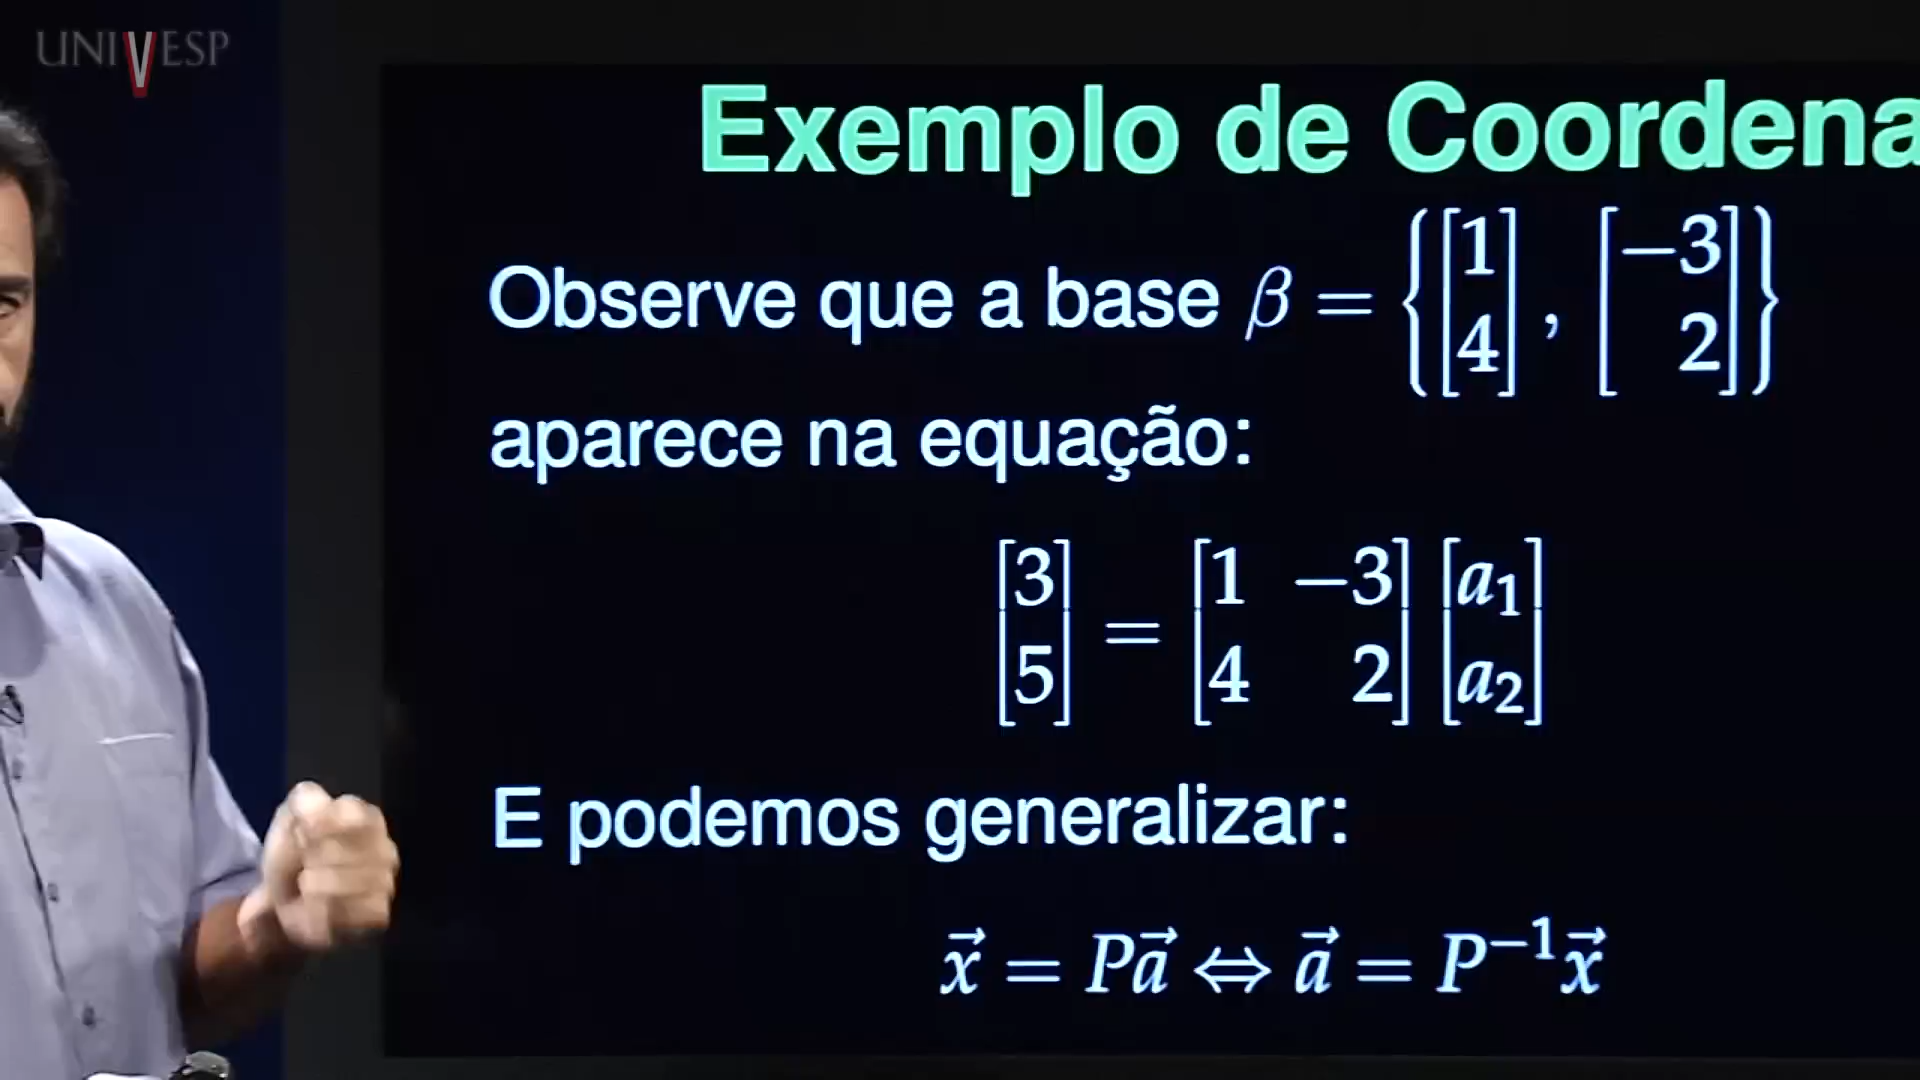 UNIVESP
Exemplo de Coordena
Observe que a base β = {[1 4], [−3 2]}
aparece na equação:
[3 5] = [1 −3 4 2] [a₁ a₂]
E podemos generalizar:
x⃗ = Pa⃗ ⇔ a⃗ = P⁻¹x⃗